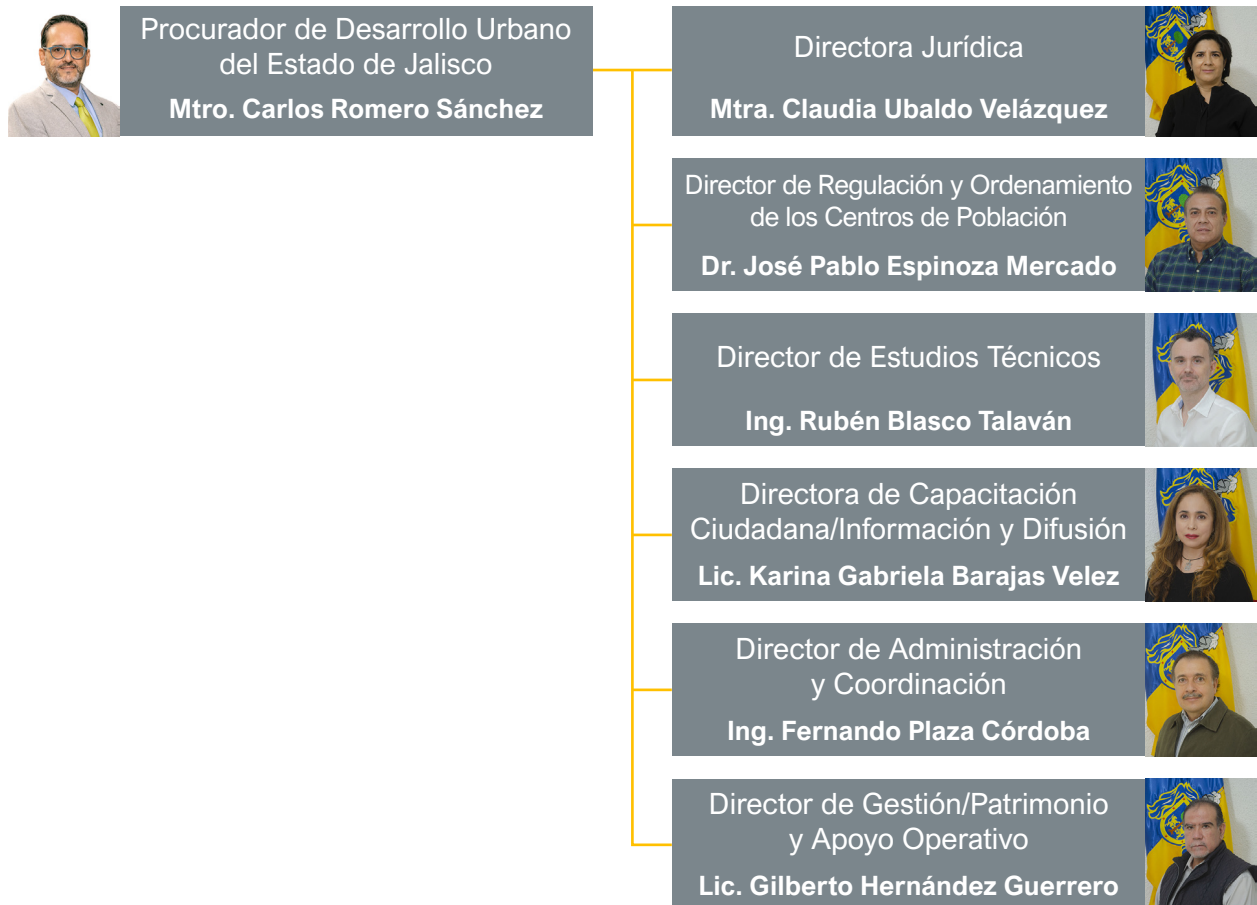 Procurador de Desarrollo Urbano
del Estado de Jalisco
Mtro. Carlos Romero Sánchez
Directora Jurídica
Mtra. Claudia Ubaldo Velázquez
Director de Regulación y Ordenamiento
de los Centros de Población
Dr. José Pablo Espinoza Mercado
Director de Estudios Técnicos
Ing. Rubén Blasco Talaván
Directora de Capacitación
Ciudadana/Información y Difusión
Lic. Karina Gabriela Barajas Velez
Director de Administración
y Coordinación
Ing. Fernando Plaza Córdoba
Director de Gestión/Patrimonio
y Apoyo Operativo
Lic. Gilberto Hernández Guerrero